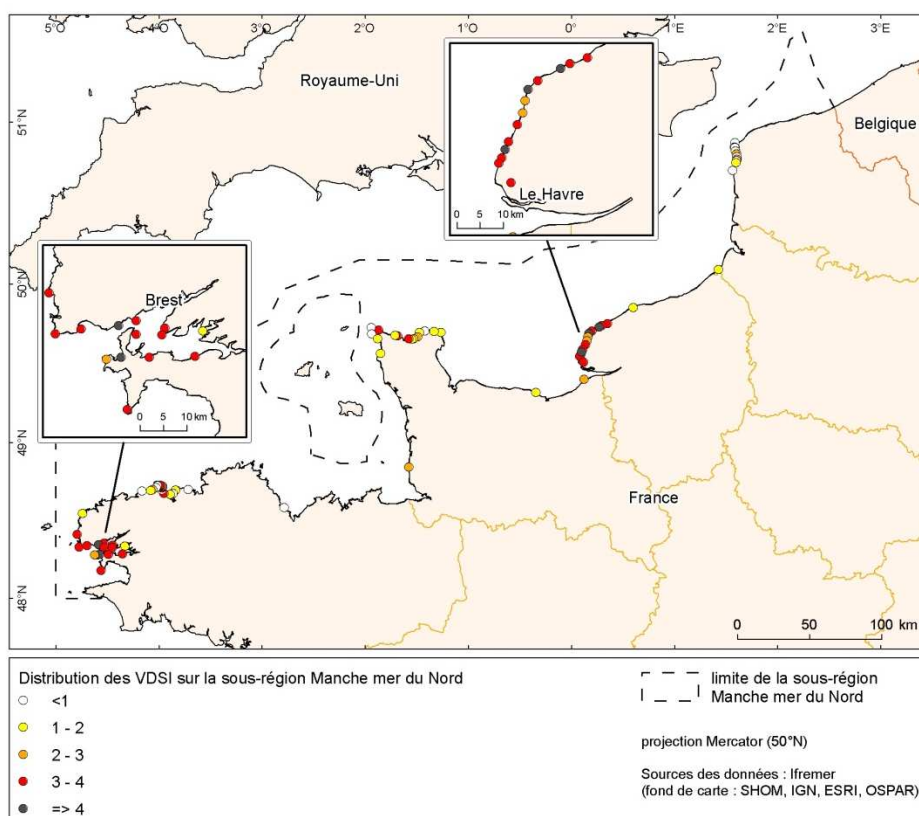 5°W
4°W
3°W
2°W
1°W
0°
1°E
2°E
3°E
51°N
50°N
49°N
48°N
Royaume-Uni
Belgique
Le Havre
0 5 10 km
Brest
0 5 10 km
France
0 50 100 km
Distribution des VDSI sur la sous-région Manche mer du Nord
<1
1 - 2
2 - 3
3 - 4
=> 4
limite de la sous-région
Manche mer du Nord
projection Mercator (50°N)
Sources des données : Ifremer
(fond de carte : SHOM, IGN, ESRI, OSPAR)